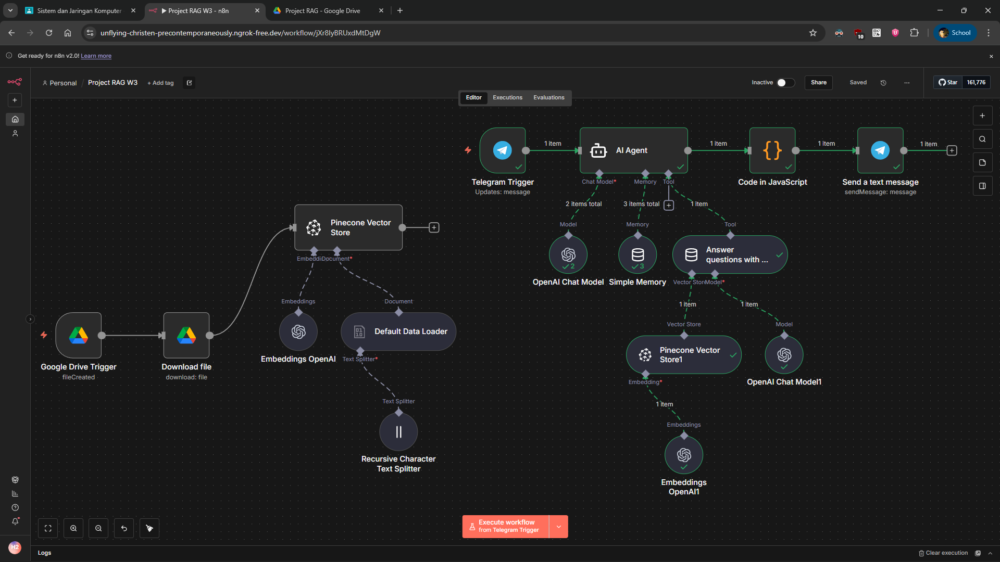 Sistem dan Jaringan Komputer
Project RAG W3 - n8n
Project RAG - Google Drive
unflying-christen-precontemporaneously.ngrok-free.dev/workflow/jXr8IyBRUxdMtDgW
10
School
Get ready for n8n v2.0! Learn more
Personal / Project RAG W3 + Add tag
Inactive
Share
Saved
Star 161,776
Editor Executions Evaluations
1 item
AI Agent
1 item
1 item
1 item
Telegram Trigger
Updates: message
Chat Model*
Memory
Tool
Code in JavaScript
Send a text message
sendMessage: message
2 items total
3 items total
1 item
Pinecone Vector
Store
Model
Memory
Tool
Answer
questions with ...
2
3
Embeddi
Document*
OpenAI Chat Model
Simple Memory
Vector Stor
Model*
Embeddings
Document
1 item
1 item
Default Data Loader
Vector Store
Model
Embeddings OpenAI
Text Splitter*
Pinecone Vector
Store1
Google Drive Trigger
fileCreated
Download file
download: file
Embedding*
OpenAI Chat Model1
Text Splitter
1 item
Embeddings
Recursive Character
Text Splitter
Embeddings
OpenAI1
Execute workflow
from Telegram Trigger
H2
Logs
Clear execution